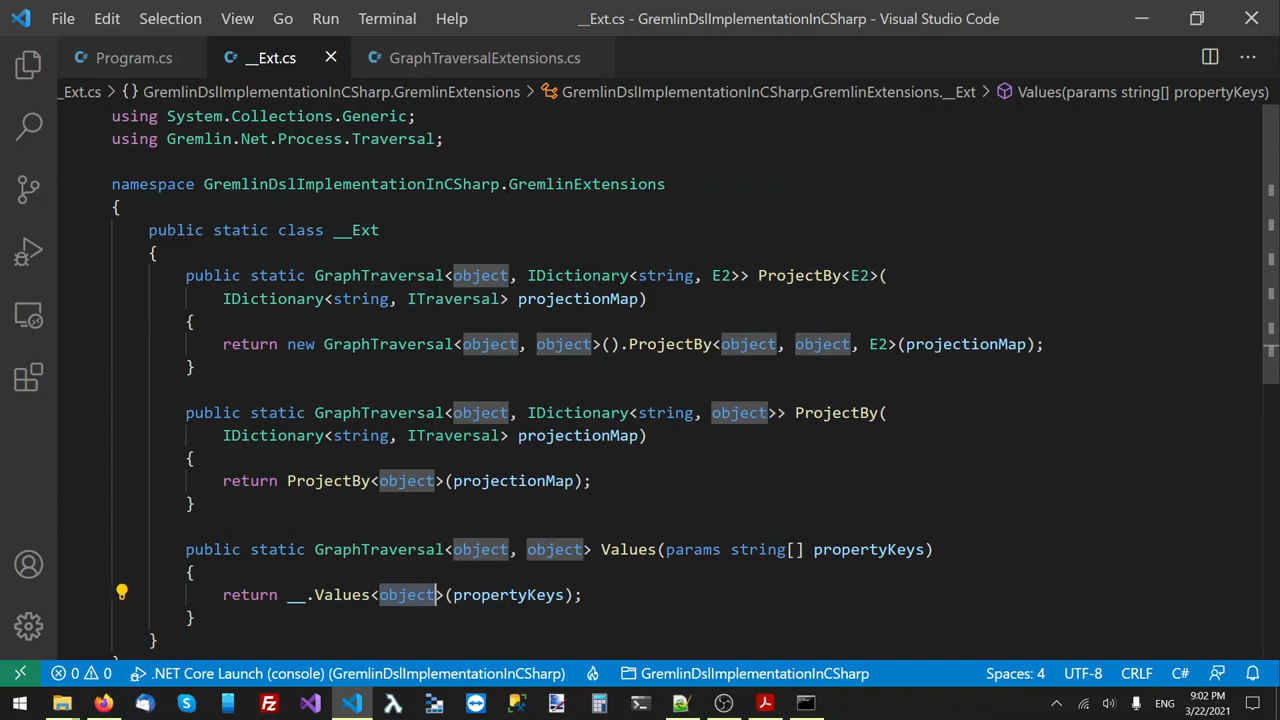 File Edit Selection View Go Run Terminal Help __Ext.cs - GremlinDslImplementationInCSharp - Visual Studio Code
Program.cs __Ext.cs GraphTraversalExtensions.cs
_Ext.cs > {} GremlinDslImplementationInCSharp.GremlinExtensions > GremlinDslImplementationInCSharp.GremlinExtensions.__Ext > Values(params string[] propertyKeys)
using System.Collections.Generic;
using Gremlin.Net.Process.Traversal;
namespace GremlinDslImplementationInCSharp.GremlinExtensions
{
public static class __Ext
{
public static GraphTraversal<object, IDictionary<string, E2>> ProjectBy<E2>(
IDictionary<string, ITraversal> projectionMap)
{
return new GraphTraversal<object, object>().ProjectBy<object, object, E2>(projectionMap);
}
public static GraphTraversal<object, IDictionary<string, object>> ProjectBy(
IDictionary<string, ITraversal> projectionMap)
{
return ProjectBy<object>(projectionMap);
}
public static GraphTraversal<object, object> Values(params string[] propertyKeys)
{
return __.Values<object>(propertyKeys);
}
}
0 0 .NET Core Launch (console) (GremlinDslImplementationInCSharp) GremlinDslImplementationInCSharp Spaces: 4 UTF-8 CRLF C#
ENG 9:02 PM
3/22/2021